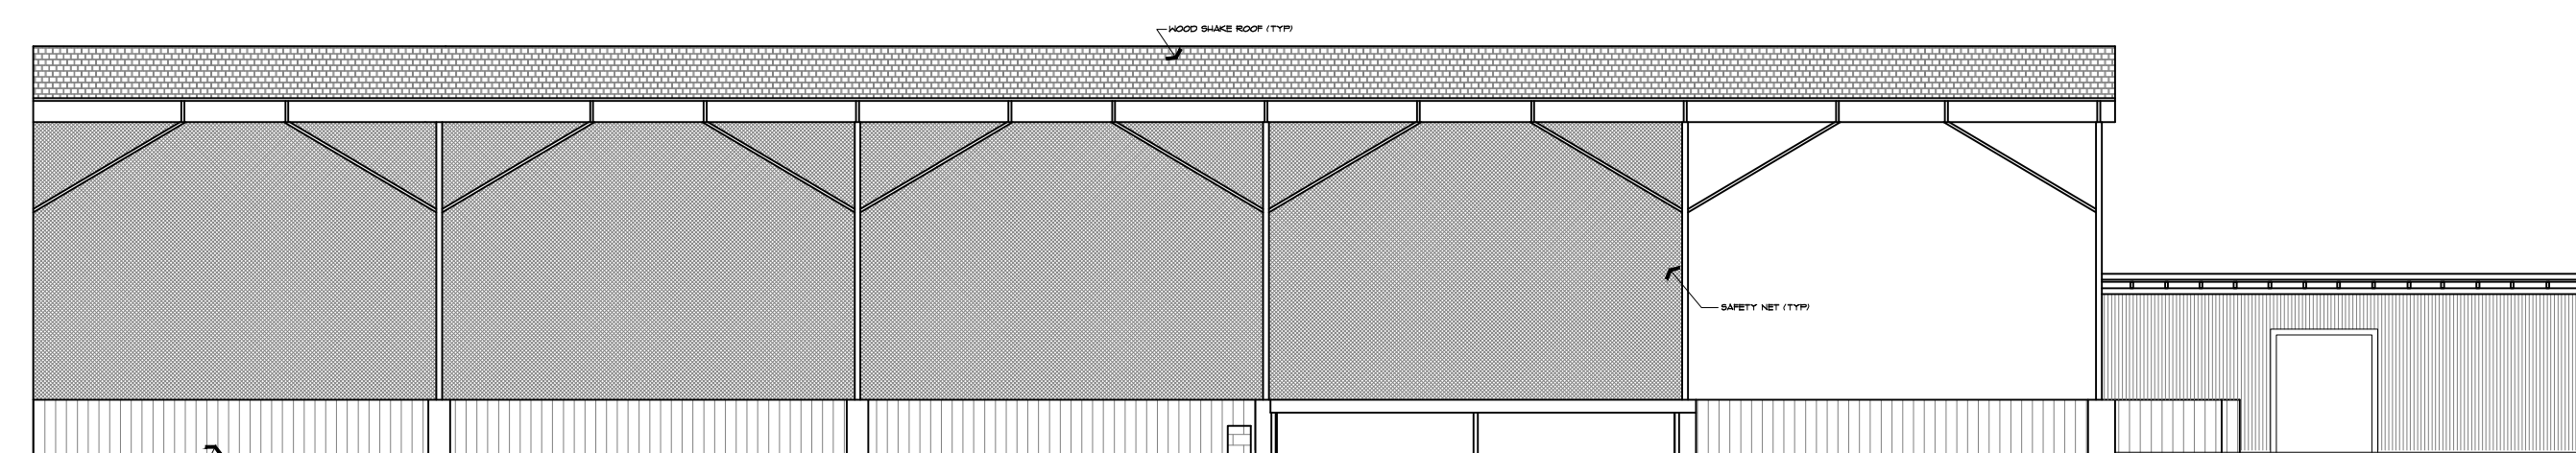 WOOD SHAKE ROOF (TYP)
SAFETY NET (TYP)